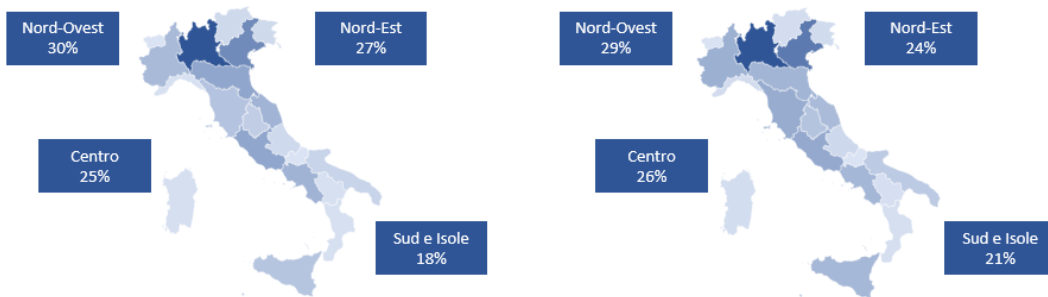 Nord-Ovest
30%
Nord-Est
27%
Centro
25%
Sud e Isole
18%
Nord-Ovest
29%
Nord-Est
24%
Centro
26%
Sud e Isole
21%